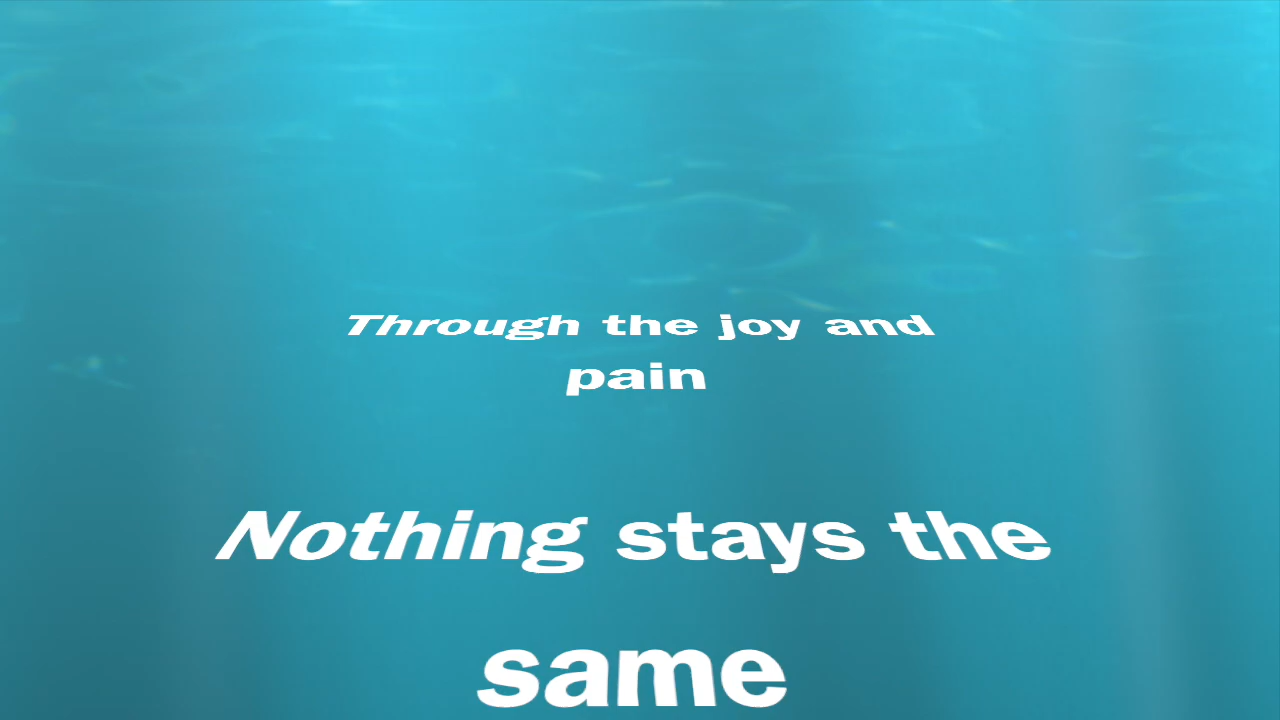 Through the joy and
pain
Nothing stays the
same